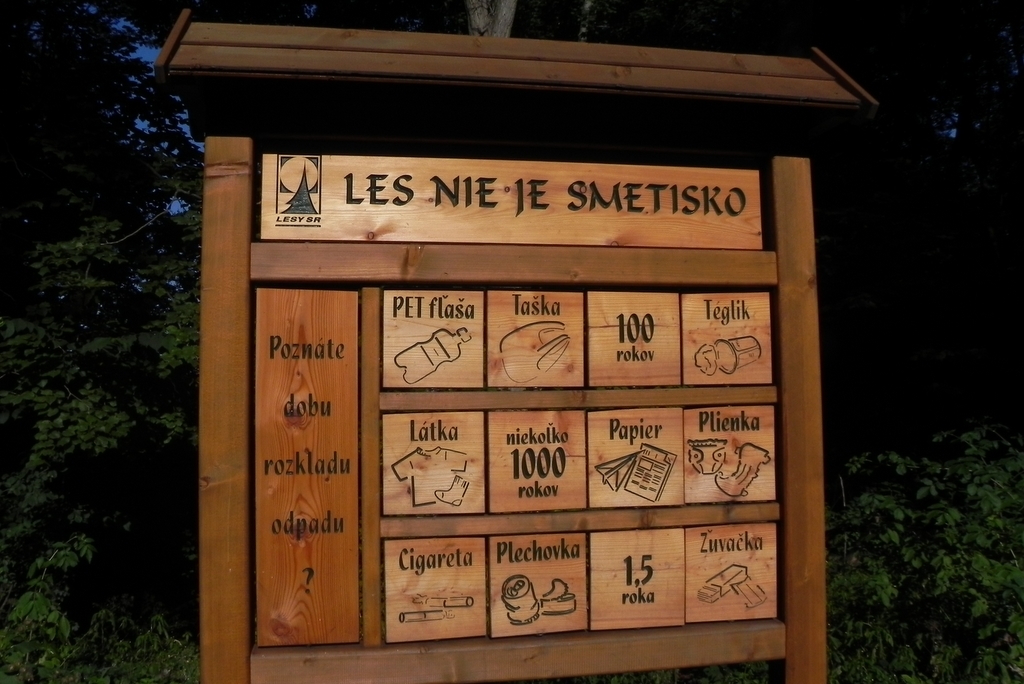 LESY SR
LES NIE JE SMETISKO
Poznáte
dobu
rozkladu
odpadu
?
PET fľaša
Taška
100
rokov
Téglik
Látka
niekoľko
1000
rokov
Papier
Plienka
Cigareta
Plechovka
1,5
roka
Žuvačka